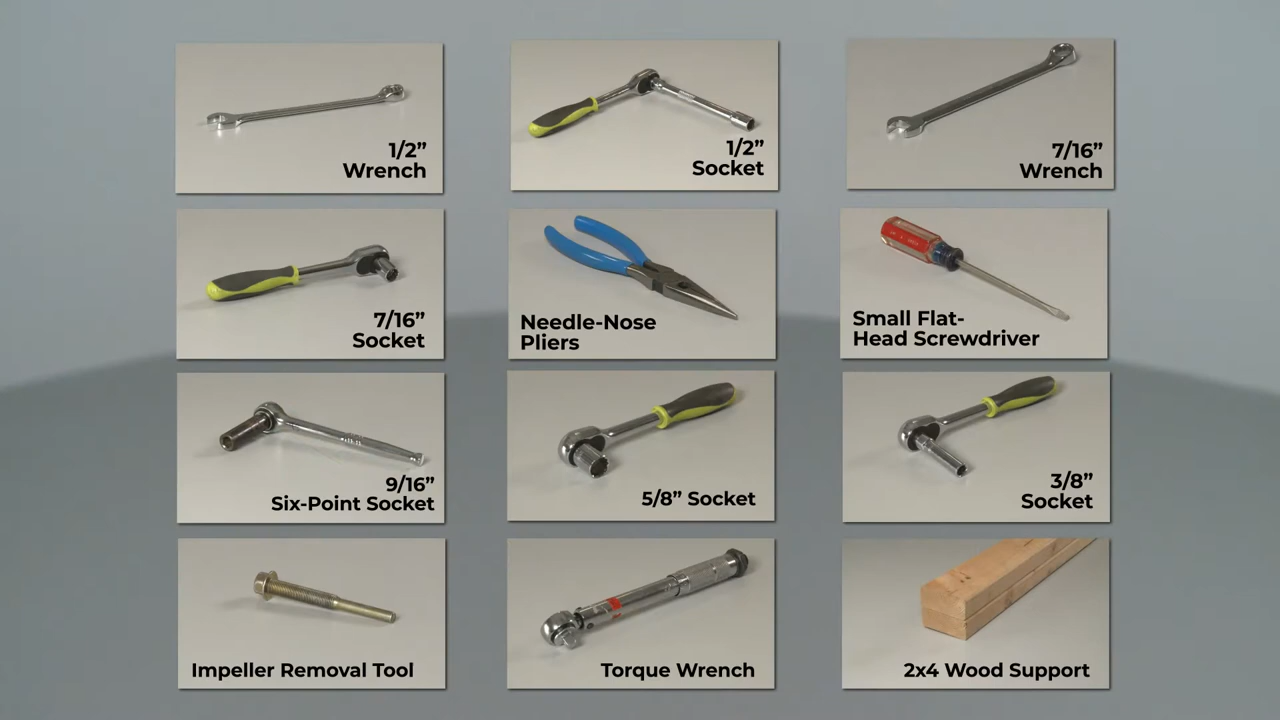 1/2”
Wrench
1/2”
Socket
7/16”
Wrench
7/16”
Socket
Needle-Nose
Pliers
Small Flat-
Head Screwdriver
9/16”
Six-Point Socket
5/8” Socket
3/8”
Socket
Impeller Removal Tool
Torque Wrench
2x4 Wood Support